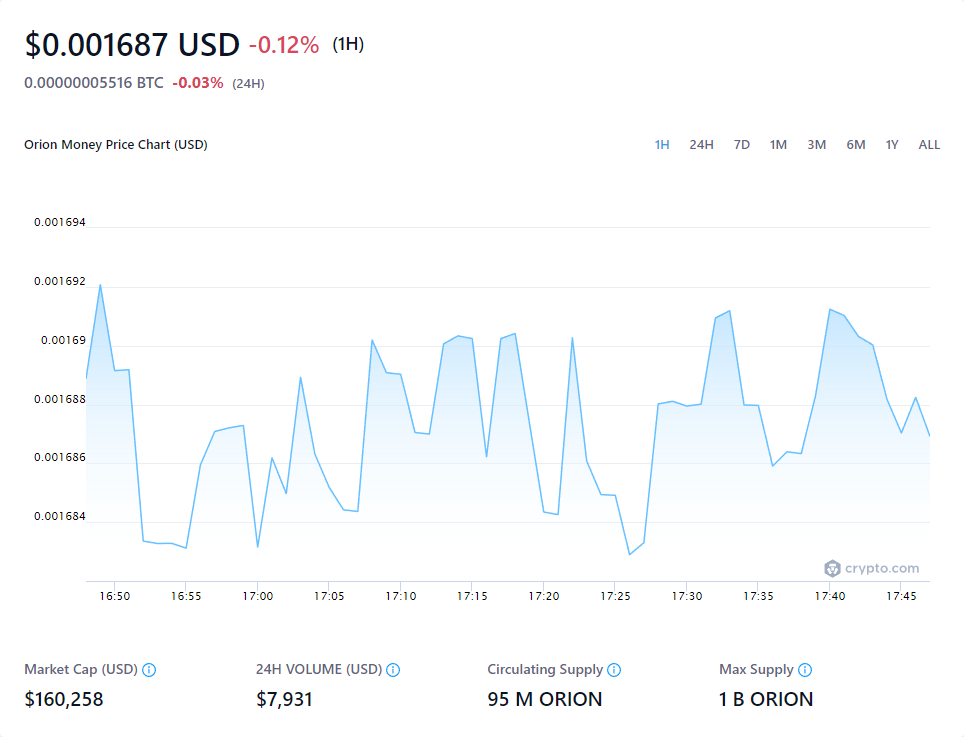 $0.001687 USD -0.12% (1H)
0.00000005516 BTC -0.03% (24H)
Orion Money Price Chart (USD)
1H 24H 7D 1M 3M 6M 1Y ALL
0.001694
0.001692
0.00169
0.001688
0.001686
0.001684
crypto.com
16:50 16:55 17:00 17:05 17:10 17:15 17:20 17:25 17:30 17:35 17:40 17:45
Market Cap (USD) 24H VOLUME (USD) Circulating Supply Max Supply
$160,258 $7,931 95 M ORION 1 B ORION